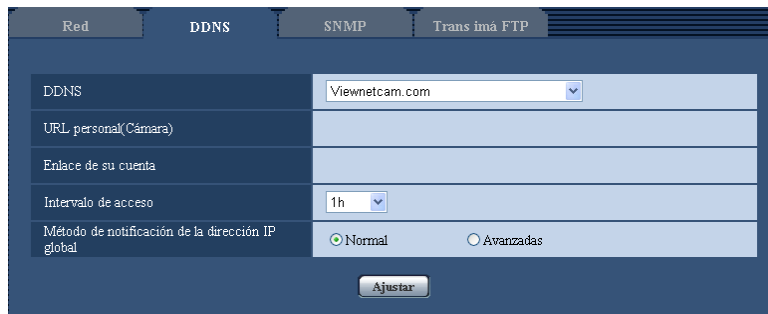 Red
DDNS
SNMP
Trans imá FTP
DDNS
Viewnetcam.com
URL personal(Cámara)
Enlace de su cuenta
Intervalo de acceso
1h
Método de notificación de la dirección IP
global
Normal
Avanzadas
Ajustar